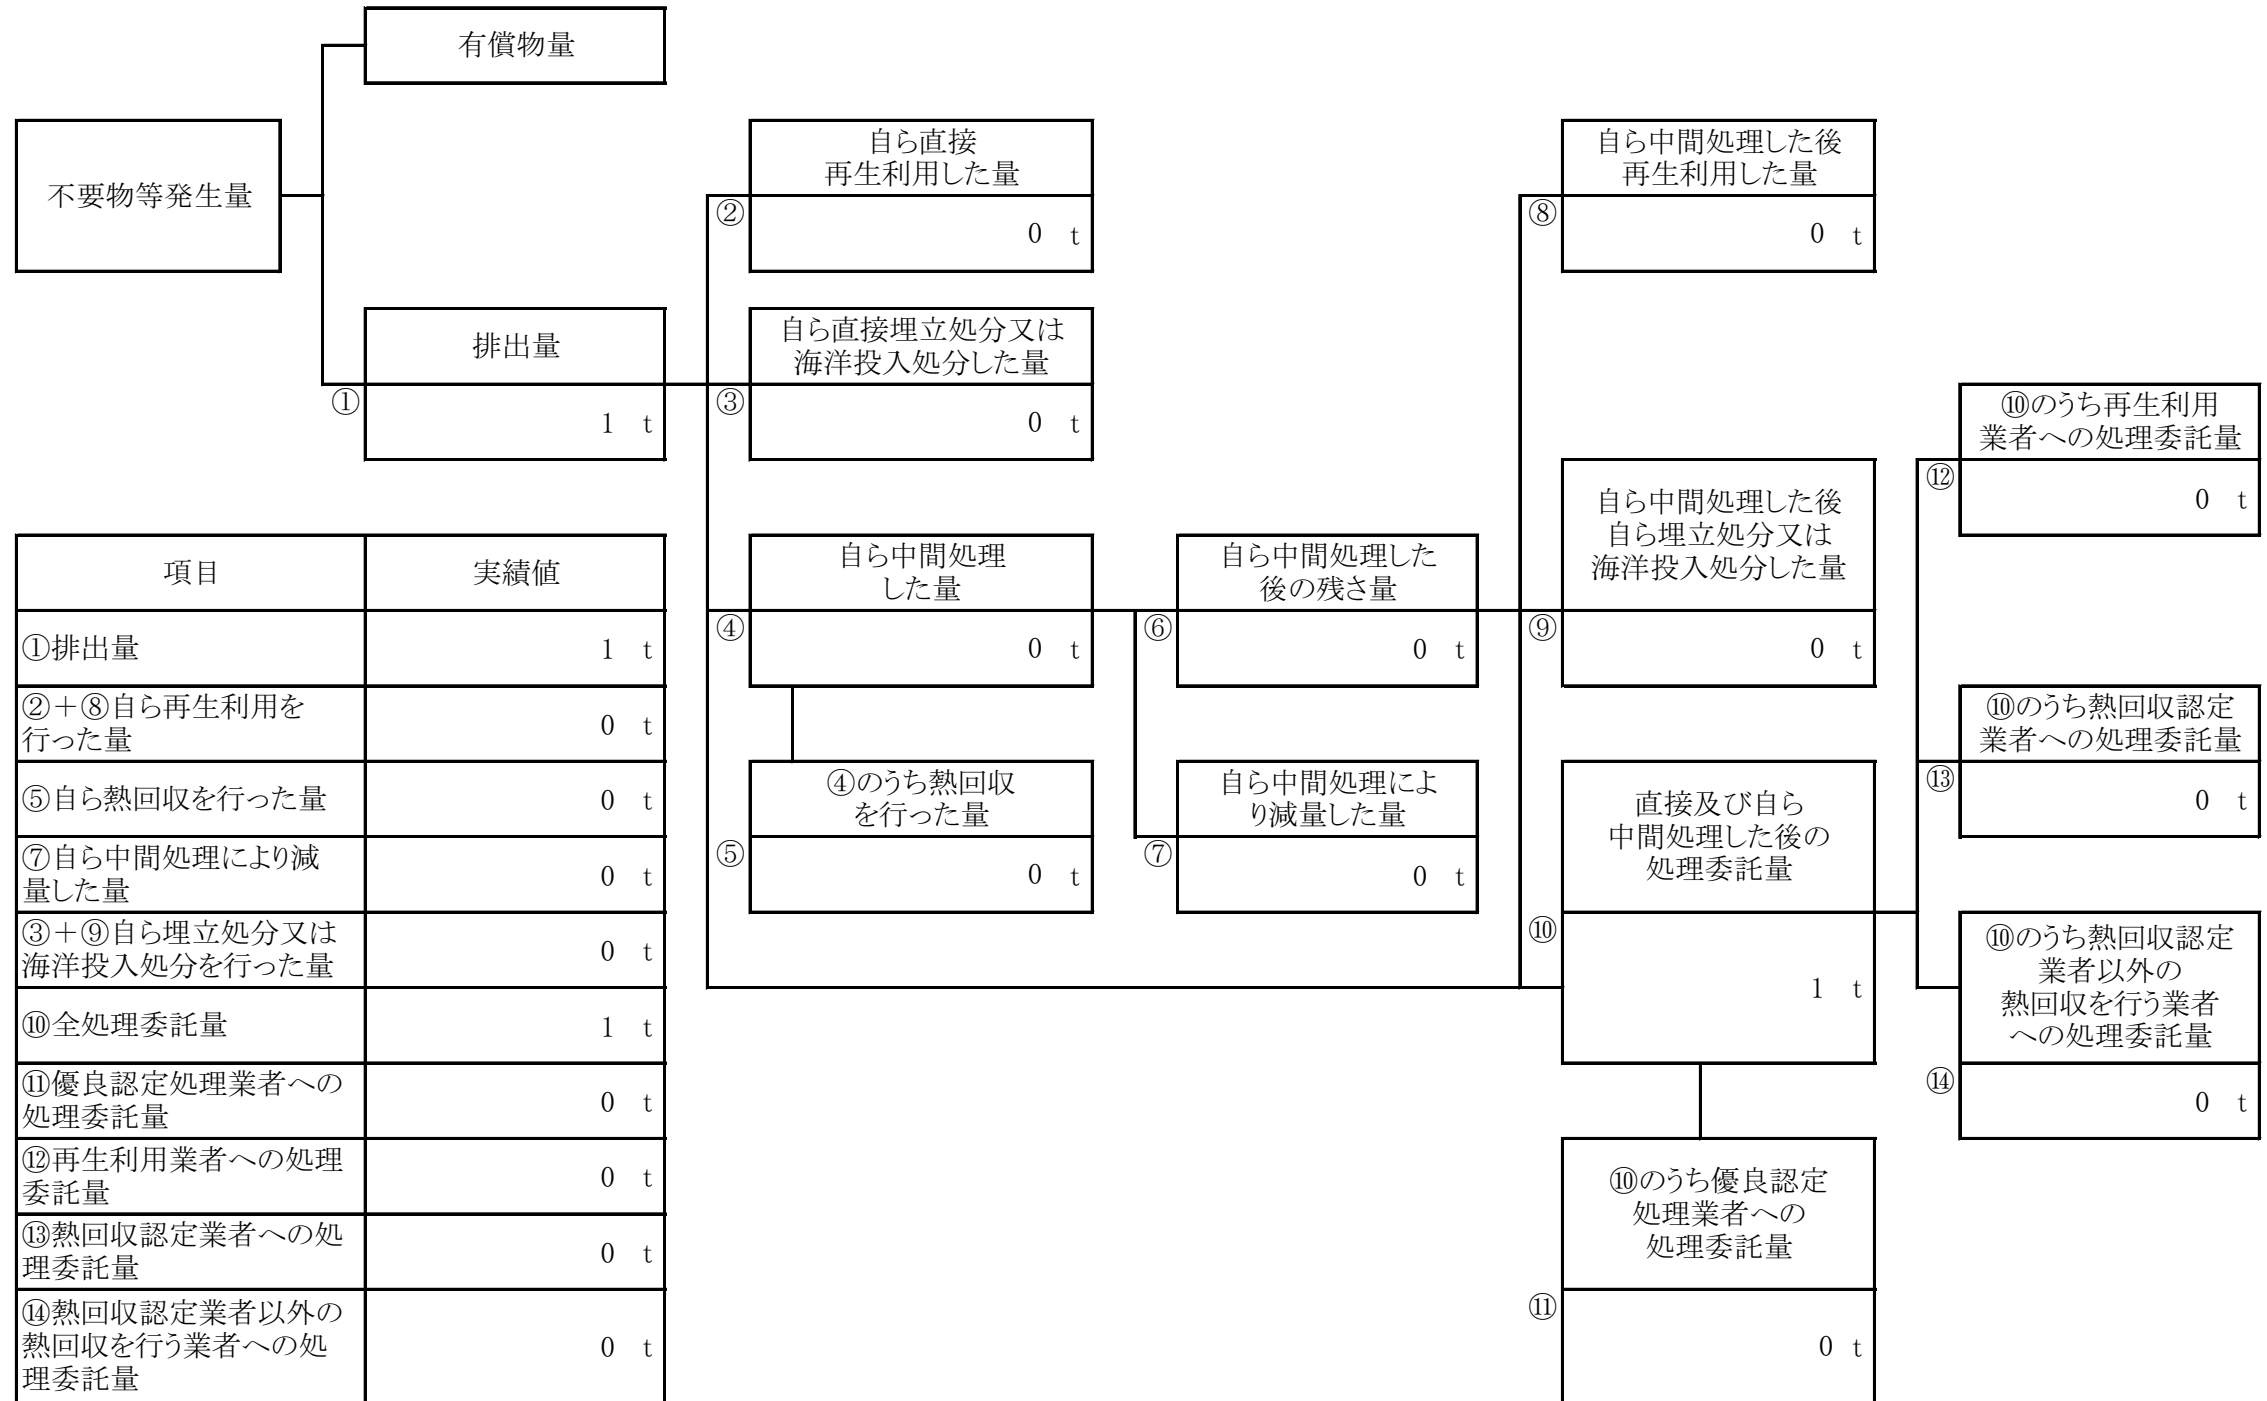 有償物量
不要物等発生量
自ら直接
再生利用した量
②
0 t
自ら中間処理した後
再生利用した量
⑧
0 t
排出量
①
1 t
自ら直接埋立処分又は
海洋投入処分した量
③
0 t
⑩のうち再生利用
業者への処理委託量
⑫
0 t
自ら中間処理
した量
④
0 t
自ら中間処理した
後の残さ量
⑥
0 t
自ら中間処理した後
自ら埋立処分又は
海洋投入処分した量
⑨
0 t
⑩のうち熱回収認定
業者への処理委託量
⑬
0 t
④のうち熱回収
を行った量
⑤
0 t
自ら中間処理によ
り減量した量
⑦
0 t
直接及び自ら
中間処理した後の
処理委託量
⑩
1 t
⑩のうち熱回収認定
業者以外の
熱回収を行う業者
への処理委託量
⑭
0 t
⑩のうち優良認定
処理業者への
処理委託量
⑪
0 t
項目 実績値
①排出量 1 t
②＋⑧自ら再生利用を
行った量 0 t
⑤自ら熱回収を行った量 0 t
⑦自ら中間処理により減
量した量 0 t
③＋⑨自ら埋立処分又は
海洋投入処分を行った量 0 t
⑩全処理委託量 1 t
⑪優良認定処理業者への
処理委託量 0 t
⑫再生利用業者への処理
委託量 0 t
⑬熱回収認定業者への処
理委託量 0 t
⑭熱回収認定業者以外の
熱回収を行う業者への処
理委託量 0 t